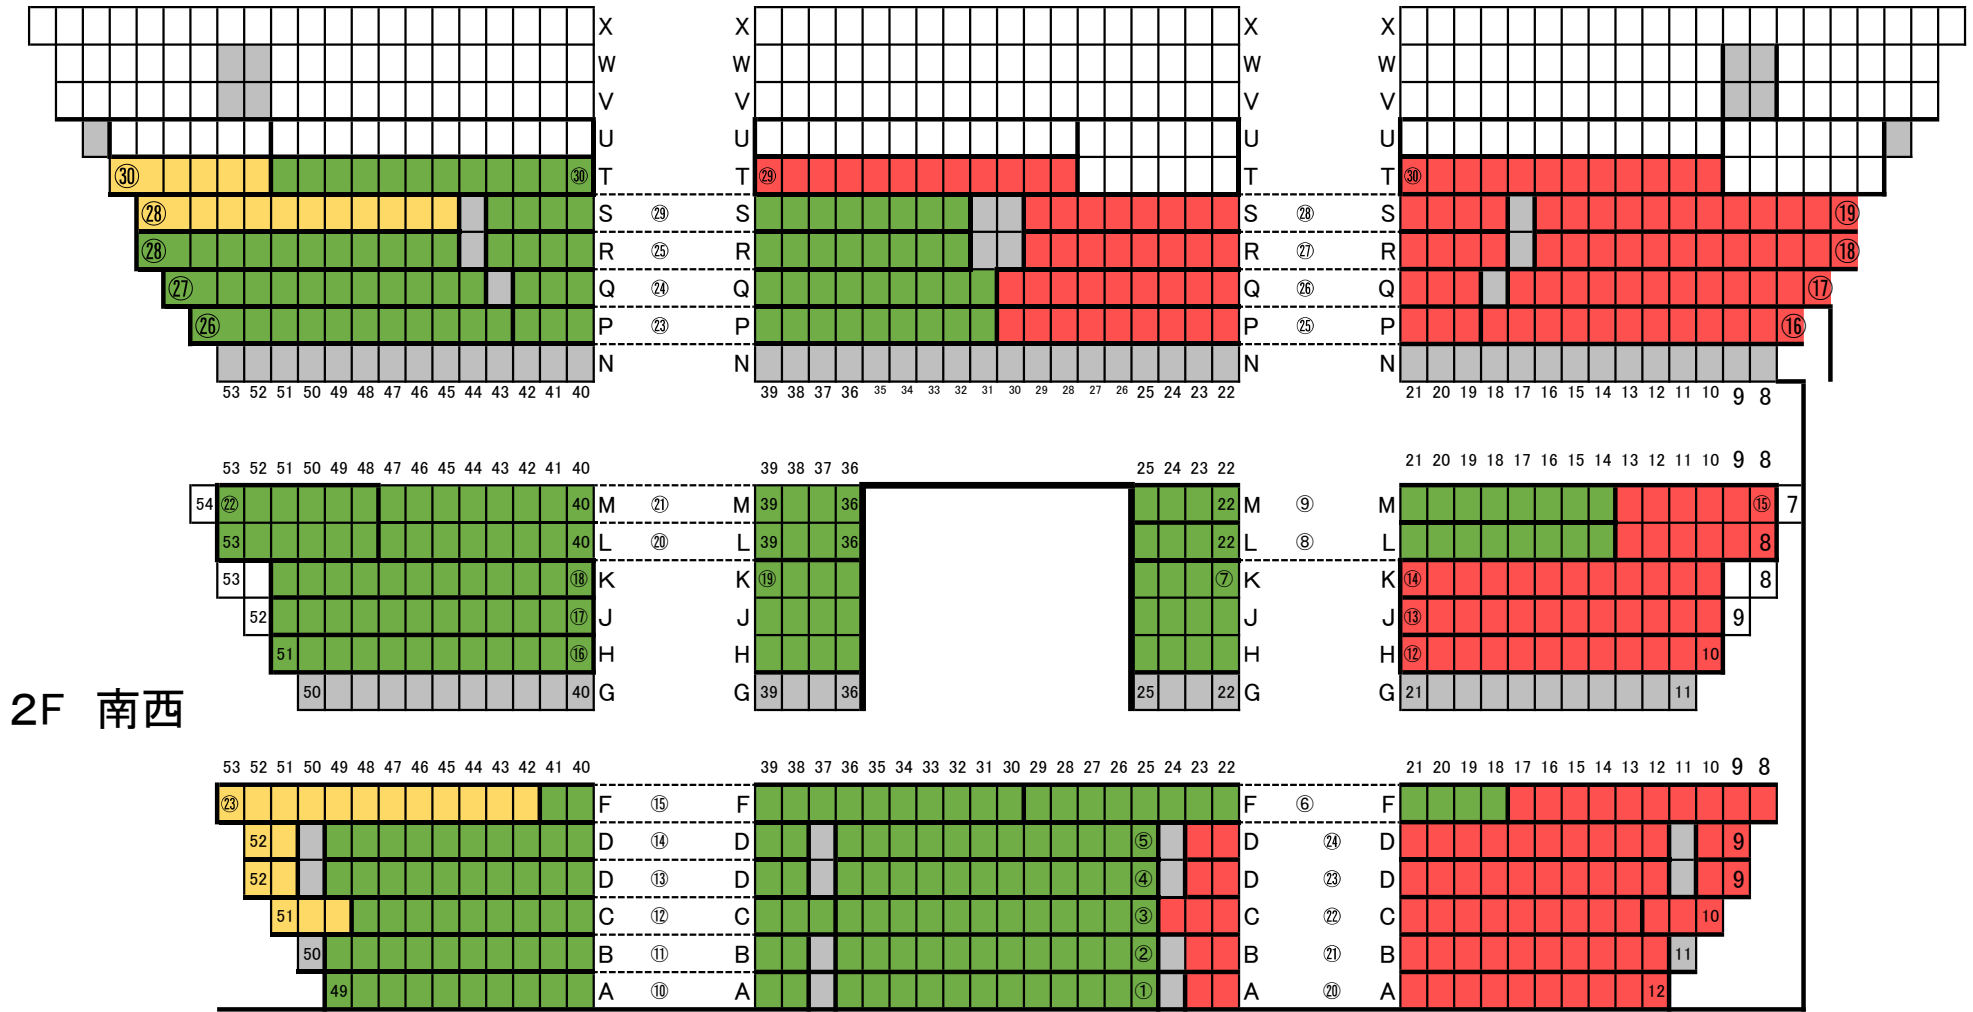 X X X
W W W
V V V
U U U
㉚ ㉚ T T ㉙ T T ㉚
㉘ S ㉙ S S ㉘ S ⑲
㉘ R ㉕ R R ㉗ R ⑱
㉗ Q ㉔ Q Q ㉖ Q ⑰
㉖ P ㉓ P P ㉕ P ⑯
N N N N
53 52 51 50 49 48 47 46 45 44 43 42 41 40 39 38 37 36 35 34 33 32 31 30 29 28 27 26 25 24 23 22 21 20 19 18 17 16 15 14 13 12 11 10 9 8
53 52 51 50 49 48 47 46 45 44 43 42 41 40 39 38 37 36 25 24 23 22 21 20 19 18 17 16 15 14 13 12 11 10 9 8
54 ㉒ 40 M ㉑ M 39 36 22 M ⑨ M ⑮ 7
53 40 L ⑳ L 39 36 22 L ⑧ L 8
53 ⑱ K K ⑲ ⑦ K K ⑭ 8
52 ⑰ J J J J ⑬ 9
51 ⑯ H H H H ⑫ 10
50 40 G G 39 36 25 22 G G 21 11
2F 南西
53 52 51 50 49 48 47 46 45 44 43 42 41 40 39 38 37 36 35 34 33 32 31 30 29 28 27 26 25 24 23 22 21 20 19 18 17 16 15 14 13 12 11 10 9 8
㉓ F ⑮ F F ⑥ F
52 D ⑭ D ⑤ D ㉔ D 9
52 D ⑬ D ④ D ㉓ D 9
51 C ⑫ C ③ C ㉒ C 10
50 B ⑪ B ② B ㉑ B 11
49 A ⑩ A ① A ⑳ A 12